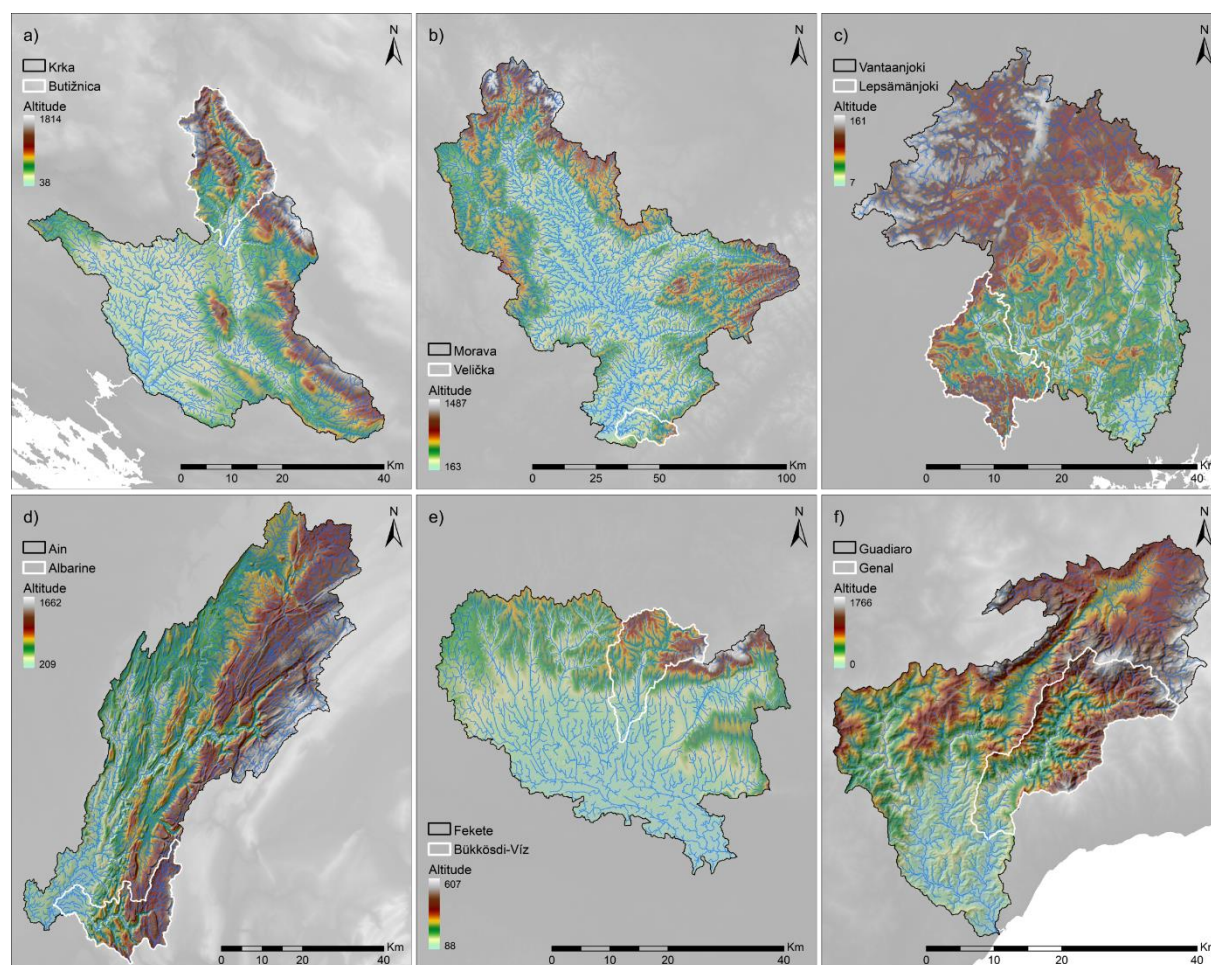 a)
N
Krka
Butižnica
Altitude
1814
38
Km
0 10 20 40
b)
N
Morava
Velička
Altitude
1487
163
Km
0 25 50 100
c)
N
Vantaanjoki
Lepsämänjoki
Altitude
161
7
Km
0 10 20 40
d)
N
Ain
Albarine
Altitude
1662
209
Km
0 10 20 40
e)
N
Fekete
Bükkösdi-Víz
Altitude
607
88
Km
0 10 20 40
f)
N
Guadiaro
Genal
Altitude
1766
0
Km
0 10 20 40